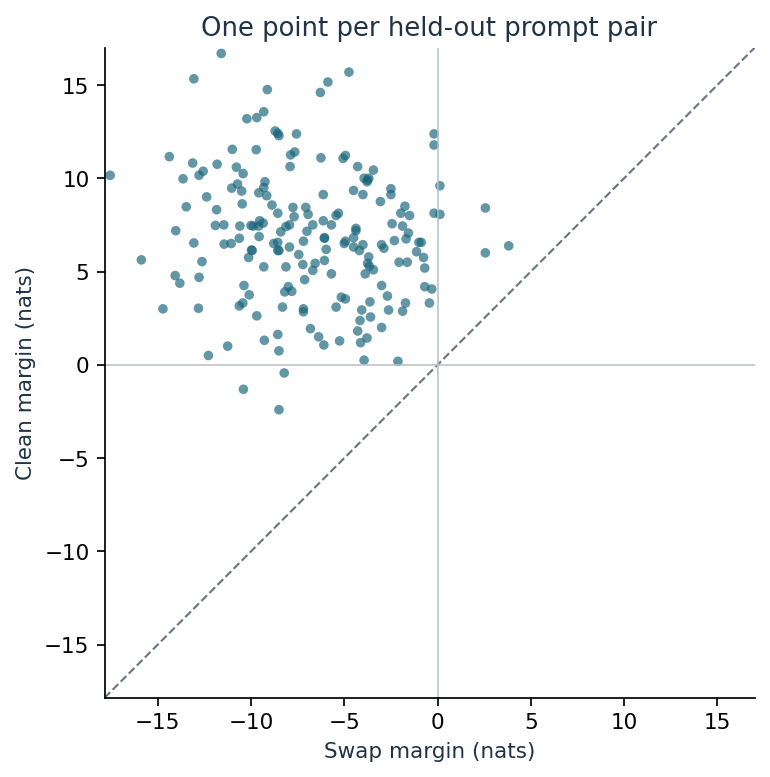 One point per held-out prompt pair
15
10
5
0
−5
−10
−15
Clean margin (nats)
−15 −10 −5 0 5 10 15
Swap margin (nats)